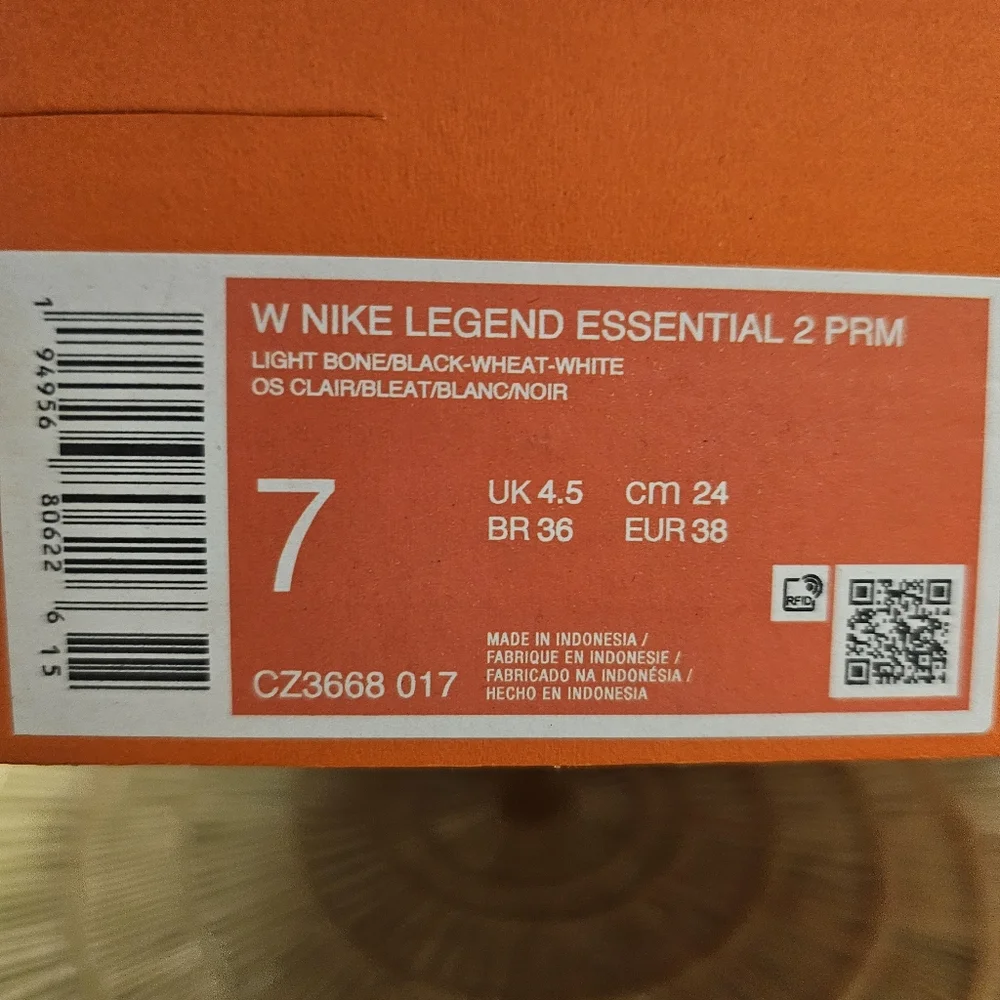 W NIKE LEGEND ESSENTIAL 2 PRM
LIGHT BONE/BLACK-WHEAT-WHITE
OS CLAIR/BLEAT/BLANC/NOIR
7
UK 4.5
cm 24
BR 36
EUR 38
RFID
MADE IN INDONESIA /
FABRIQUE EN INDONESIE /
FABRICADO NA INDONÉSIA /
HECHO EN INDONESIA
CZ3668 017
1 94956 80622 6 15